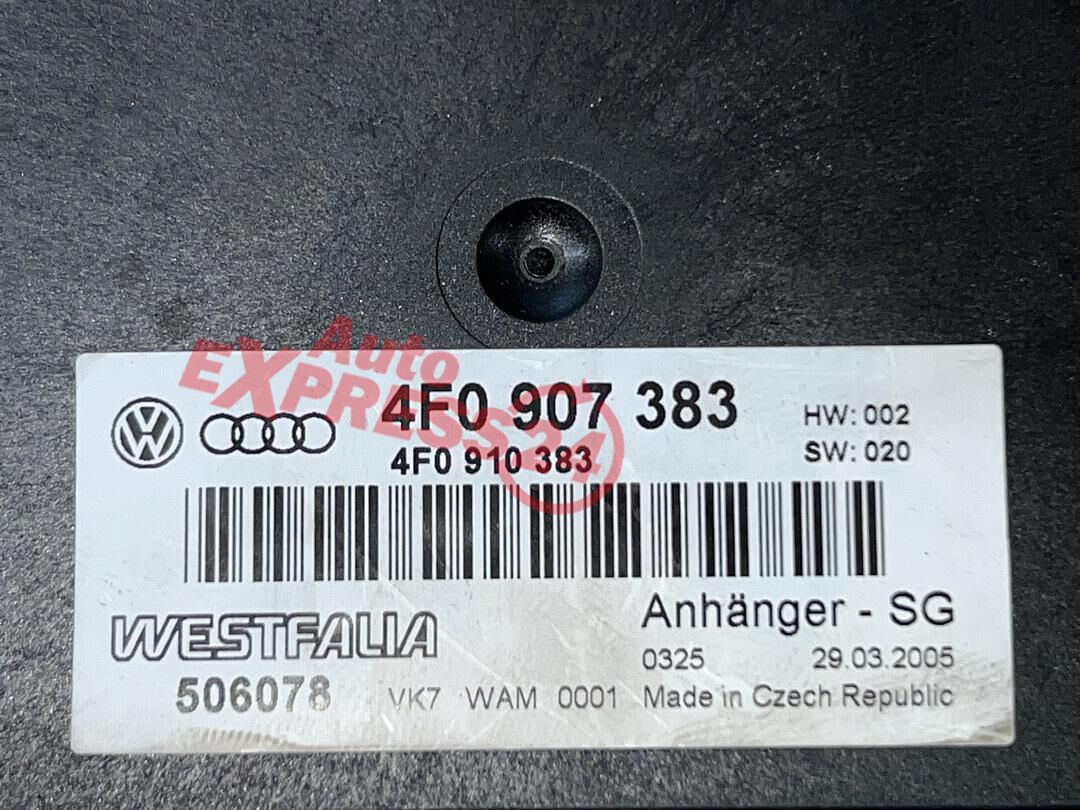 Auto
EXPRESS24
4F0 907 383
HW: 002
4F0 910 383
SW: 020
WESTFALIA
Anhänger - SG
0325 29.03.2005
506078 VK7 WAM 0001 Made in Czech Republic